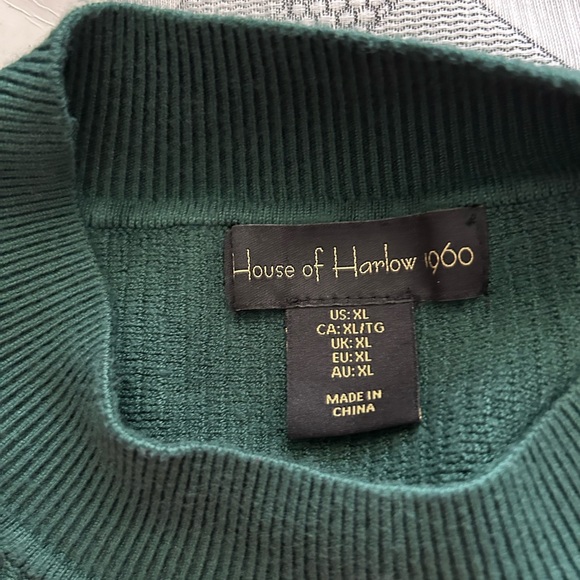 House of Harlow 1960
US: XL
CA: XL/TG
UK: XL
EU: XL
AU: XL
MADE IN
CHINA